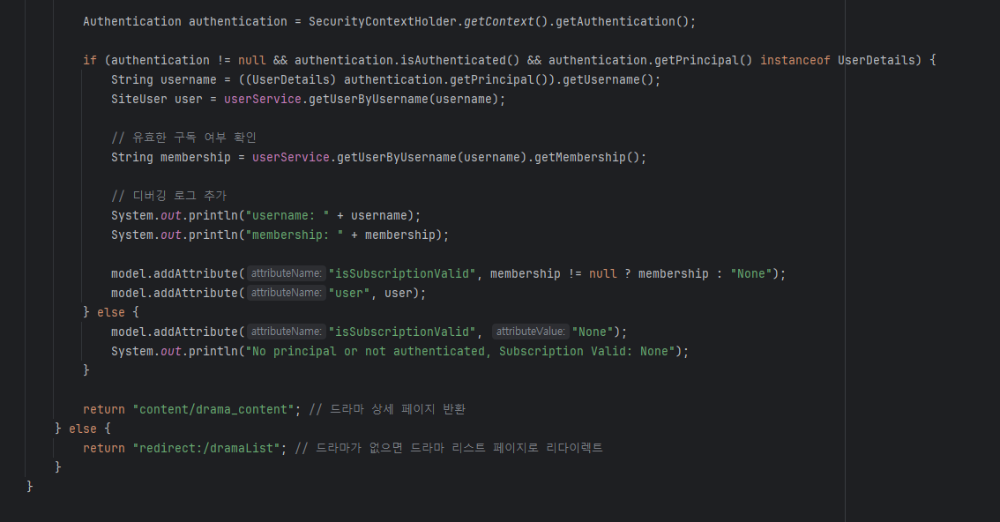 Authentication authentication = SecurityContextHolder.getContext().getAuthentication();
if (authentication != null && authentication.isAuthenticated() && authentication.getPrincipal() instanceof UserDetails) {
String username = ((UserDetails) authentication.getPrincipal()).getUsername();
SiteUser user = userService.getUserByUsername(username);
// 유효한 구독 여부 확인
String membership = userService.getUserByUsername(username).getMembership();
// 디버깅 로그 추가
System.out.println("username: " + username);
System.out.println("membership: " + membership);
model.addAttribute( attributeName: "isSubscriptionValid", membership != null ? membership : "None");
model.addAttribute( attributeName: "user", user);
} else {
model.addAttribute( attributeName: "isSubscriptionValid", attributeValue: "None");
System.out.println("No principal or not authenticated, Subscription Valid: None");
}
return "content/drama_content"; // 드라마 상세 페이지 반환
} else {
return "redirect:/dramaList"; // 드라마가 없으면 드라마 리스트 페이지로 리다이렉트
}
}